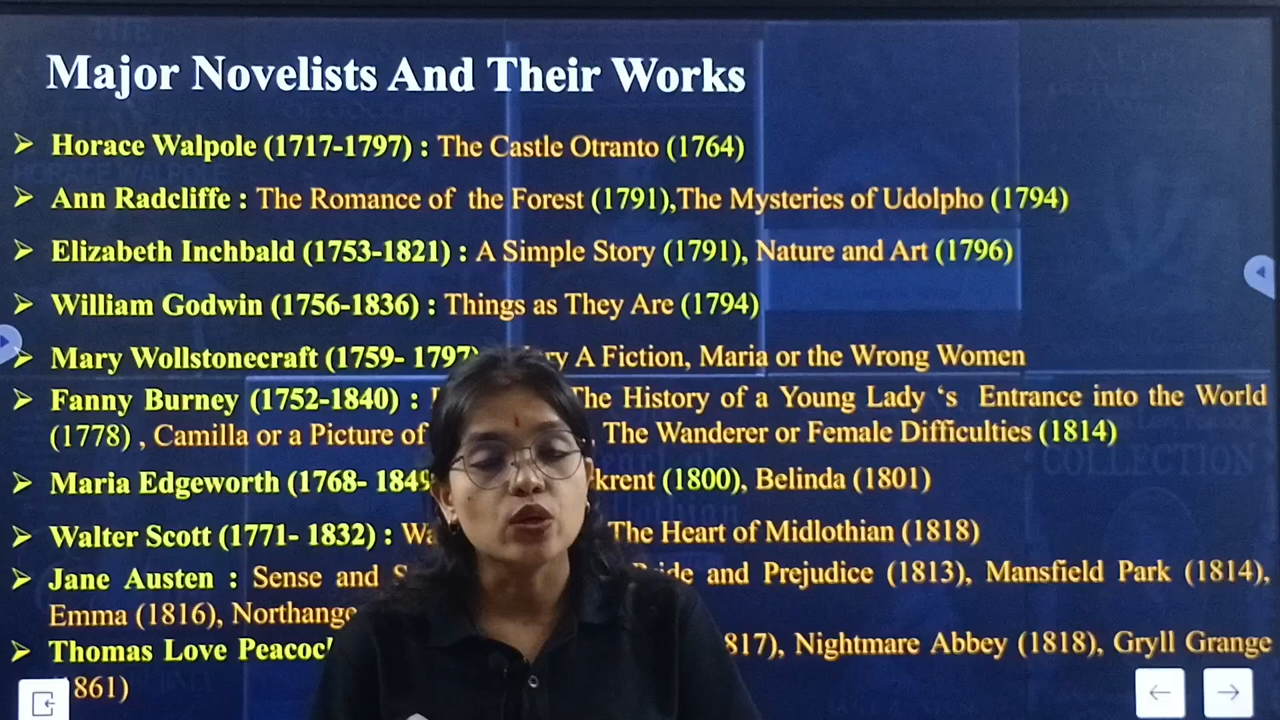 Major Novelists And Their Works
Horace Walpole (1717-1797) : The Castle Otranto (1764)
Ann Radcliffe : The Romance of the Forest (1791),The Mysteries of Udolpho (1794)
Elizabeth Inchbald (1753-1821) : A Simple Story (1791), Nature and Art (1796)
William Godwin (1756-1836) : Things as They Are (1794)
Mary Wollstonecraft (1759- 1797) A Fiction, Maria or the Wrong Women
Fanny Burney (1752-1840) : The History of a Young Lady ‘s Entrance into the World
(1778) , Camilla or a Picture of , The Wanderer or Female Difficulties (1814)
Maria Edgeworth (1768- 1849 (1800), Belinda (1801)
Walter Scott (1771- 1832) : The Heart of Midlothian (1818)
Jane Austen : Sense and and Prejudice (1813), Mansfield Park (1814),
Emma (1816),
Thomas Love Nightmare Abbey (1818), Gryll Grange
1861)
COLLECTION